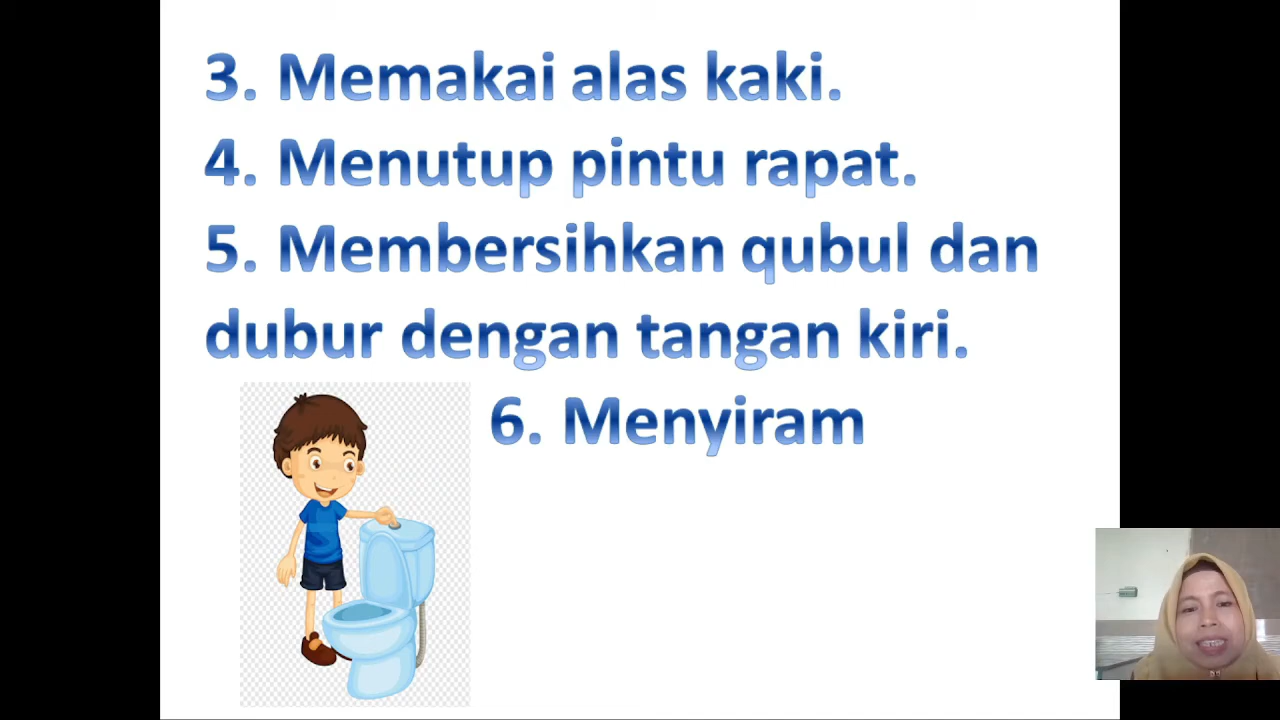 3. Memakai alas kaki.
4. Menutup pintu rapat.
5. Membersihkan qubul dan
dubur dengan tangan kiri.
6. Menyiram